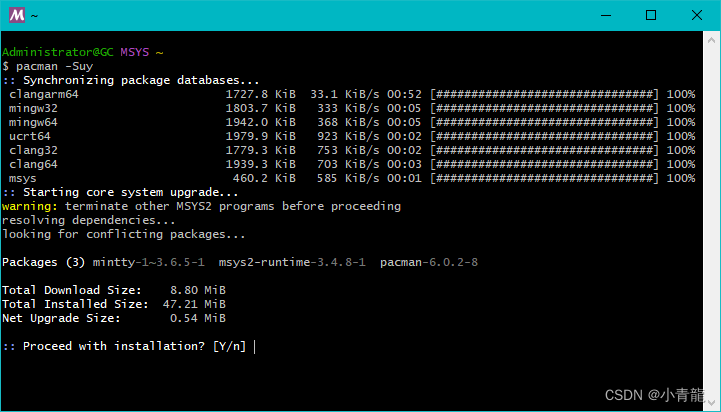 M ~
Administrator@GC MSYS ~
$ pacman -Suy
:: Synchronizing package databases...
clangarm64 1727.8 KiB 33.1 KiB/s 00:52 [##############################] 100%
mingw32 1803.7 KiB 333 KiB/s 00:05 [##############################] 100%
mingw64 1942.0 KiB 368 KiB/s 00:05 [##############################] 100%
ucrt64 1979.9 KiB 923 KiB/s 00:02 [##############################] 100%
clang32 1779.3 KiB 753 KiB/s 00:02 [##############################] 100%
clang64 1939.3 KiB 703 KiB/s 00:03 [##############################] 100%
msys 460.2 KiB 585 KiB/s 00:01 [##############################] 100%
:: Starting core system upgrade...
warning: terminate other MSYS2 programs before proceeding
resolving dependencies...
looking for conflicting packages...
Packages (3) mintty-1~3.6.5-1 msys2-runtime-3.4.8-1 pacman-6.0.2-8
Total Download Size: 8.80 MiB
Total Installed Size: 47.21 MiB
Net Upgrade Size: 0.54 MiB
:: Proceed with installation? [Y/n]
CSDN @小青龍